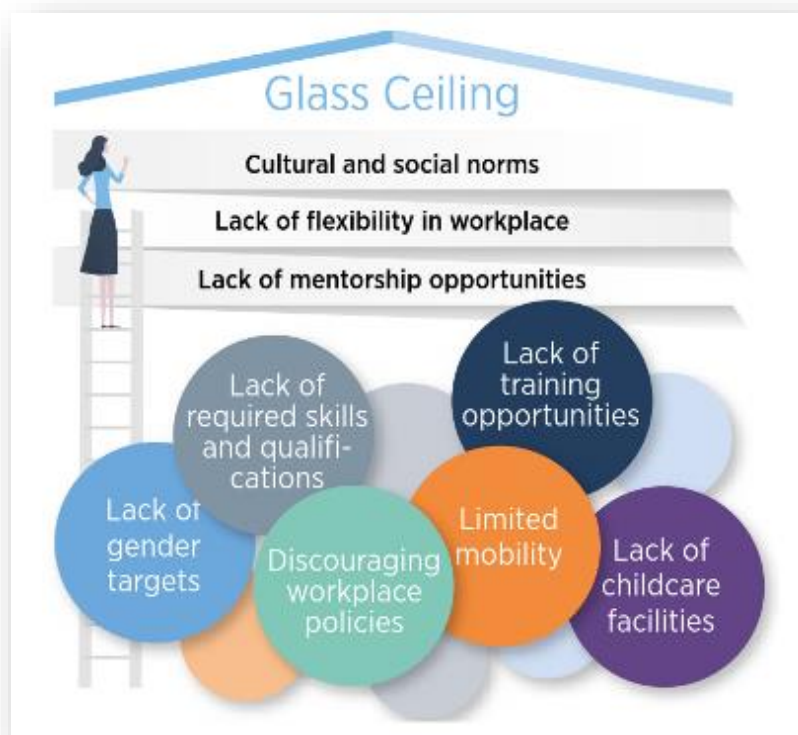 Glass Ceiling
Cultural and social norms
Lack of flexibility in workplace
Lack of mentorship opportunities
Lack of
required skills
and qualifi-
cations
Lack of
training
opportunities
Lack of
gender
targets
Discouraging
workplace
policies
Limited
mobility
Lack of
childcare
facilities